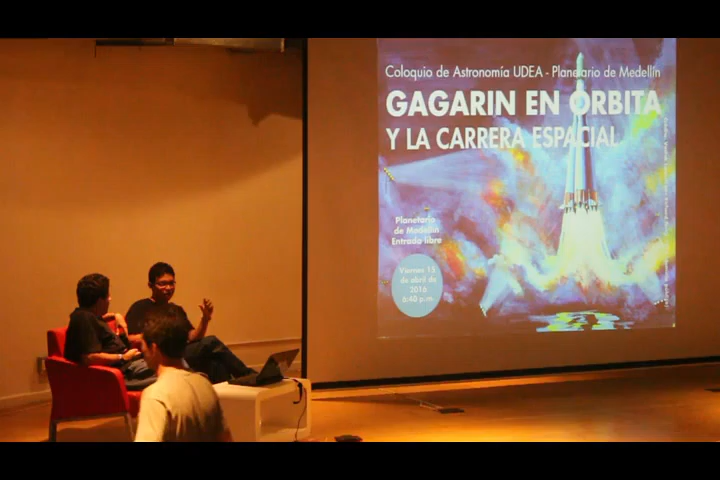 Coloquio de Astronomía UDEA - Planetario de Medellín
GAGARIN EN ÓRBITA
Y LA CARRERA ESPACIAL
Planetario
de Medellín
Entrada libre
Viernes 15
de abril de
2016
6:40 p.m.